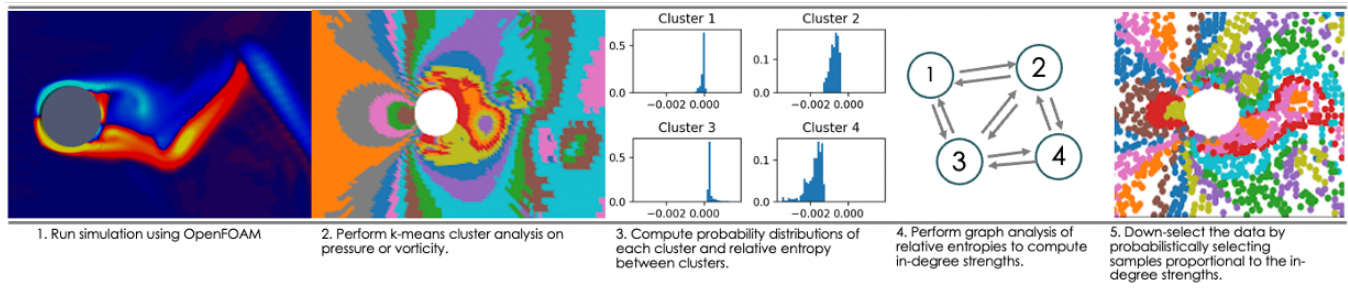 Cluster 1
Cluster 2
0.5
0.0
−0.002 0.000
0.1
0.0
−0.002 0.000
Cluster 3
Cluster 4
0.5
0.0
−0.002 0.000
0.1
0.0
−0.002 0.000
1
2
3
4
1. Run simulation using OpenFOAM
2. Perform k-means cluster analysis on
pressure or vorticity.
3. Compute probability distributions of
each cluster and relative entropy
between clusters.
4. Perform graph analysis of
relative entropies to compute
in-degree strengths.
5. Down-select the data by
probabilistically selecting
samples proportional to the in-
degree strengths.